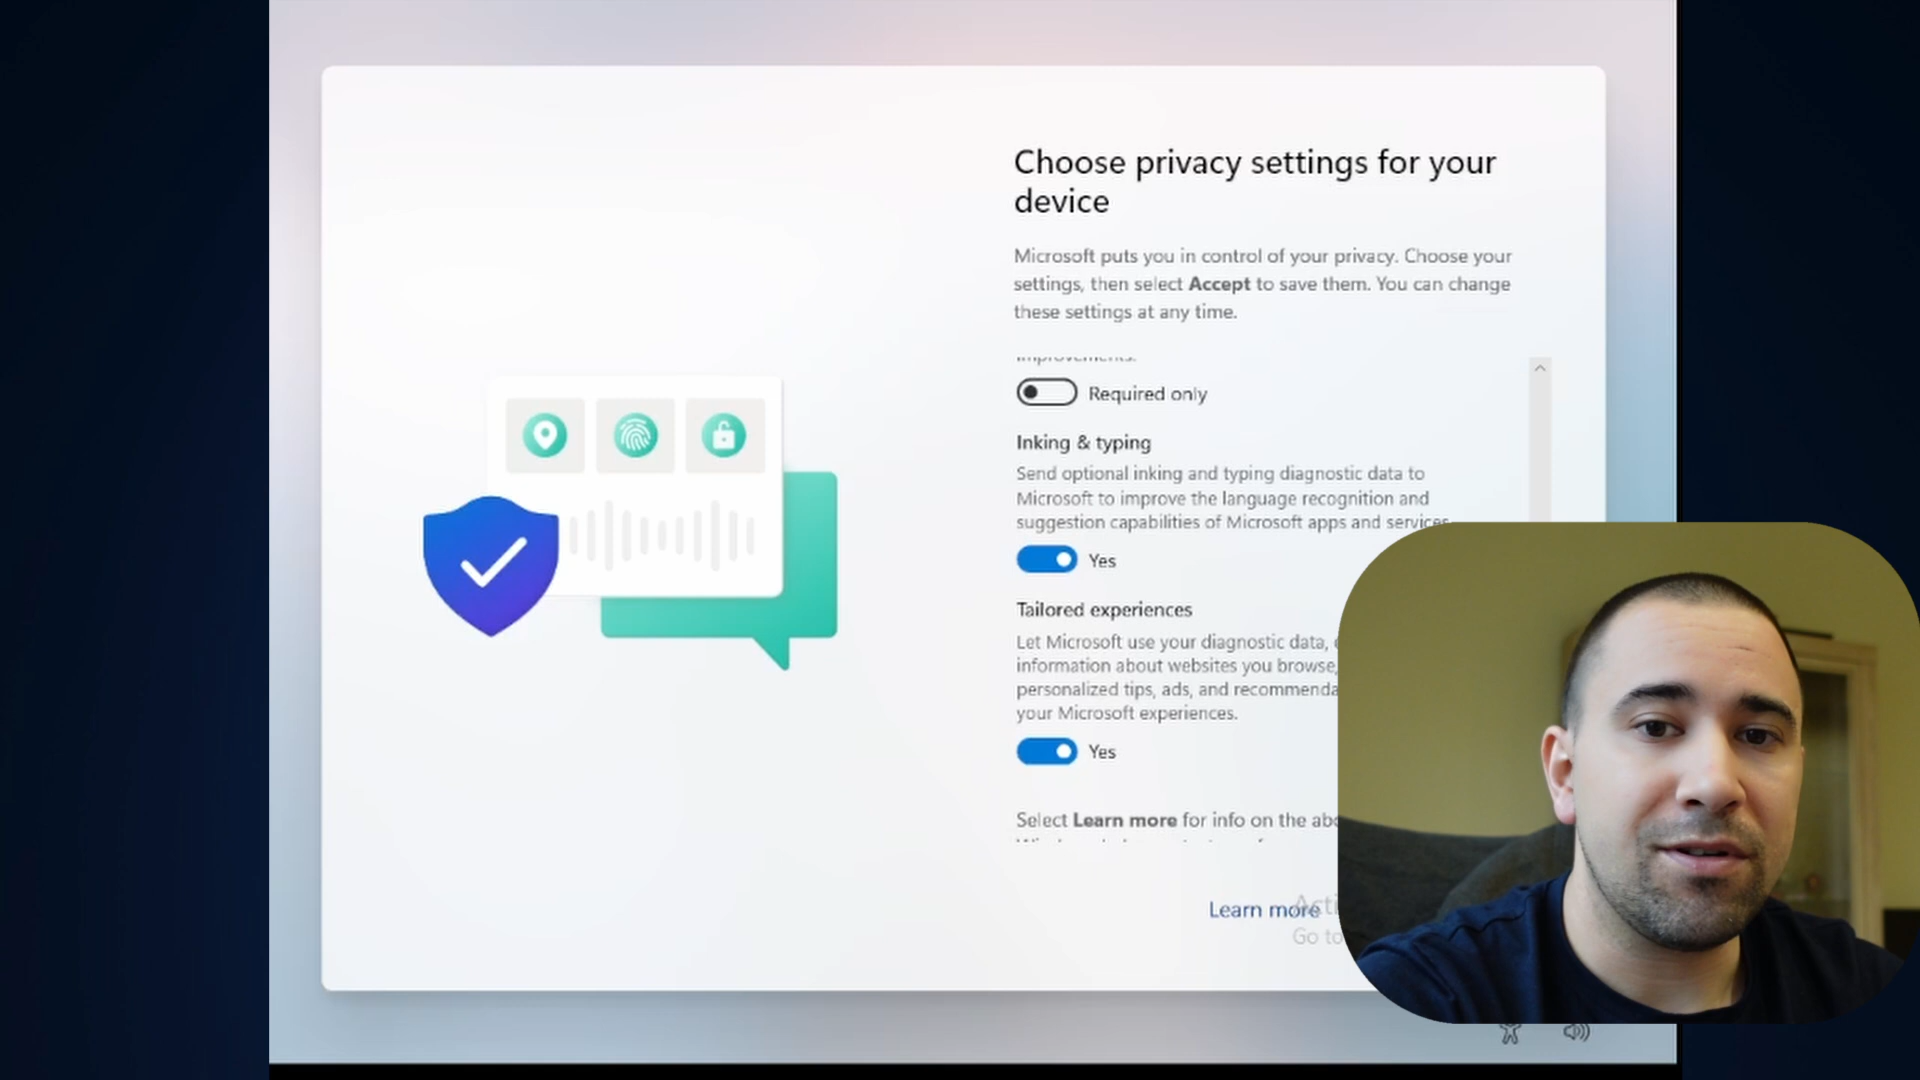 Choose privacy settings for your
device
Microsoft puts you in control of your privacy. Choose your
settings, then select Accept to save them. You can change
these settings at any time.
improvements.
Required only
Inking & typing
Send optional inking and typing diagnostic data to
Microsoft to improve the language recognition and
suggestion capabilities of Microsoft apps and services.
Yes
Tailored experiences
Let Microsoft use your diagnostic data,
information about websites you browse,
personalized tips, ads, and
your Microsoft experiences.
Yes
Select Learn more for info on the
Learn more
Go to